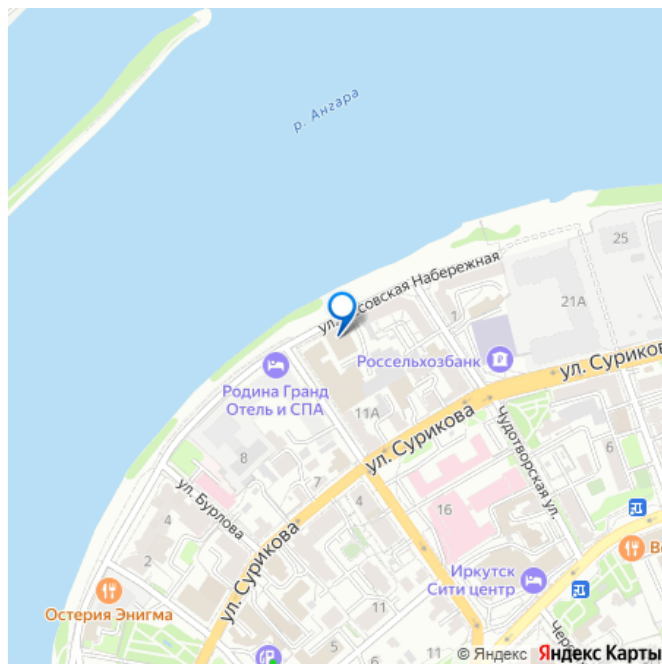 р. Ангара
25
ул. совская Набережная
1
21А
Россельхозбанк
ул. Сурикова
Родина Гранд
Отель и СПА
11А
ул. Сурикова
Чудотворская ул.
8
7
6
ул. Бурлова
4
4
16
2
ул. Сурикова
Иркутск
Сити центр
Остерия Энигма
11
5
11
© Яндекс Яндекс Карты